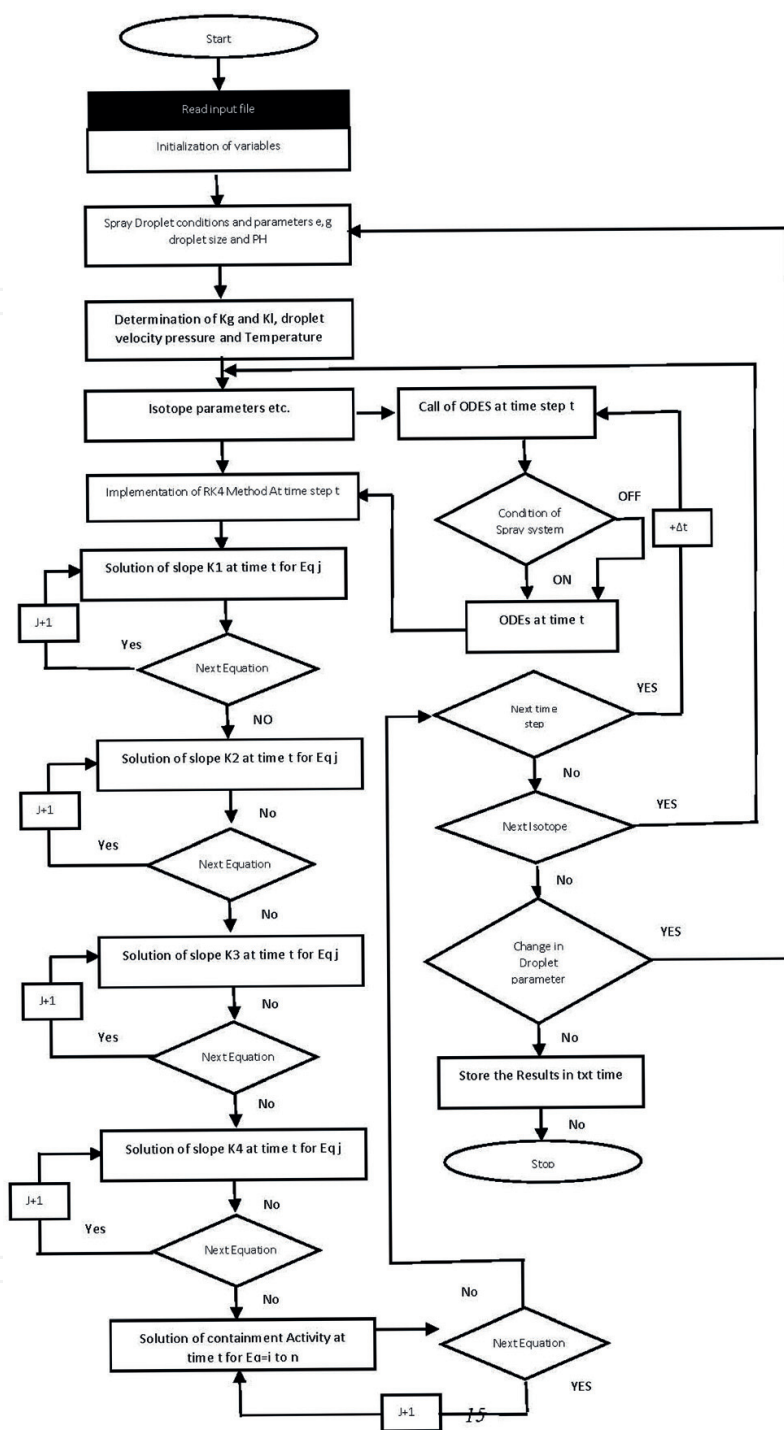 Start
Read input file
Initialization of variables
Spray Droplet conditions and parameters e,g
droplet size and PH
Determination of Kg and Kl, droplet
velocity pressure and Temperature
Isotope parameters etc.
Call of ODES at time step t
Implementation of RK4 Method At time step t
Condition of
Spray system
OFF
+Δt
ON
ODEs at time t
Solution of slope K1 at time t for Eq j
J+1
Yes
Next Equation
NO
Next time
step
YES
No
Solution of slope K2 at time t for Eq j
J+1
No
Yes
Next Equation
No
Next Isotope
YES
No
Solution of slope K3 at time t for Eq j
J+1
No
Yes
Next Equation
No
Change in
Droplet
parameter
YES
No
Store the Results in txt time
No
Stop
Solution of slope K4 at time t for Eq j
J+1
No
Yes
Next Equation
No
Solution of containment Activity at
time t for Eq=i to n
No
Next Equation
YES
J+1
15